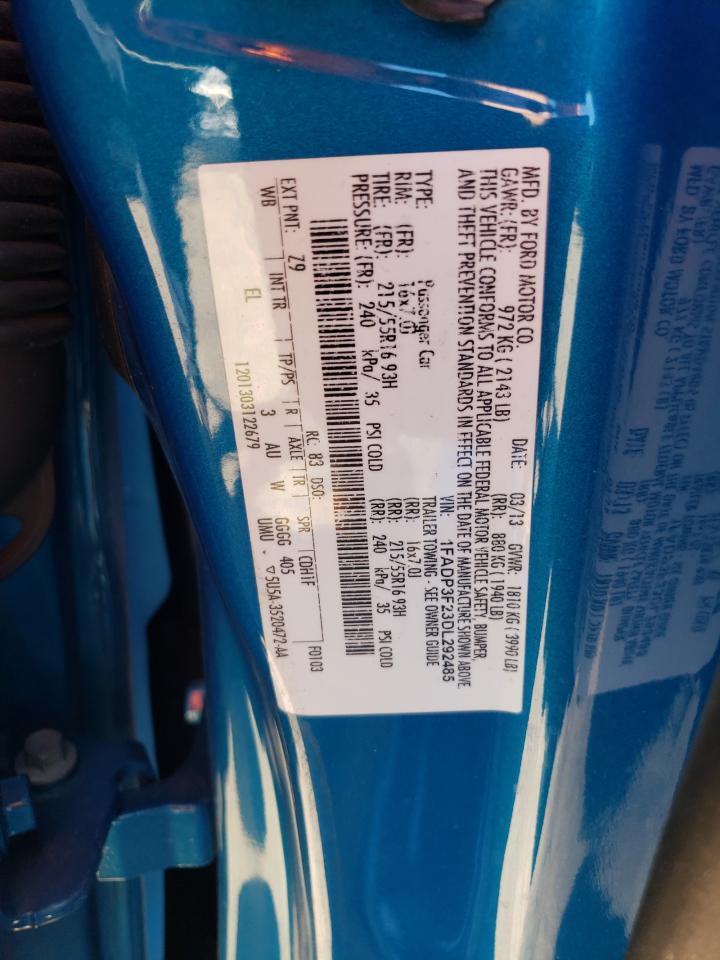 MFD. BY FORD MOTOR CO.
DATE: 03/13 GVWR: 1810 KG ( 3990 LB)
GAWR: (FR): 972 KG ( 2143 LB) (RR): 880 KG ( 1940 LB)
THIS VEHICLE CONFORMS TO ALL APPLICABLE FEDERAL MOTOR VEHICLE SAFETY, BUMPER
AND THEFT PREVENTION STANDARDS IN EFFECT ON THE DATE OF MANUFACTURE SHOWN ABOVE
VIN: 1FADP3F23DL292485
TYPE: Passenger Car TRAILER TOWING - SEE OWNER GUIDE
RIM: (FR): 16x7.0J (RR): 16x7.0J
TIRE: (FR): 215/55R16 93H (RR): 215/55R16 93H
PRESSURE: (FR): 240 kPa/ 35 PSI COLD (RR): 240 kPa/ 35 PSI COLD
F0103
EXT PNT: Z9 RC: 83 DSO:
WB INT TR TP/PS R AXLE TR SPR CDH1F
EL 3 AU W GGGG 405
1201303122679 UMU 5U5A-3520472-AA